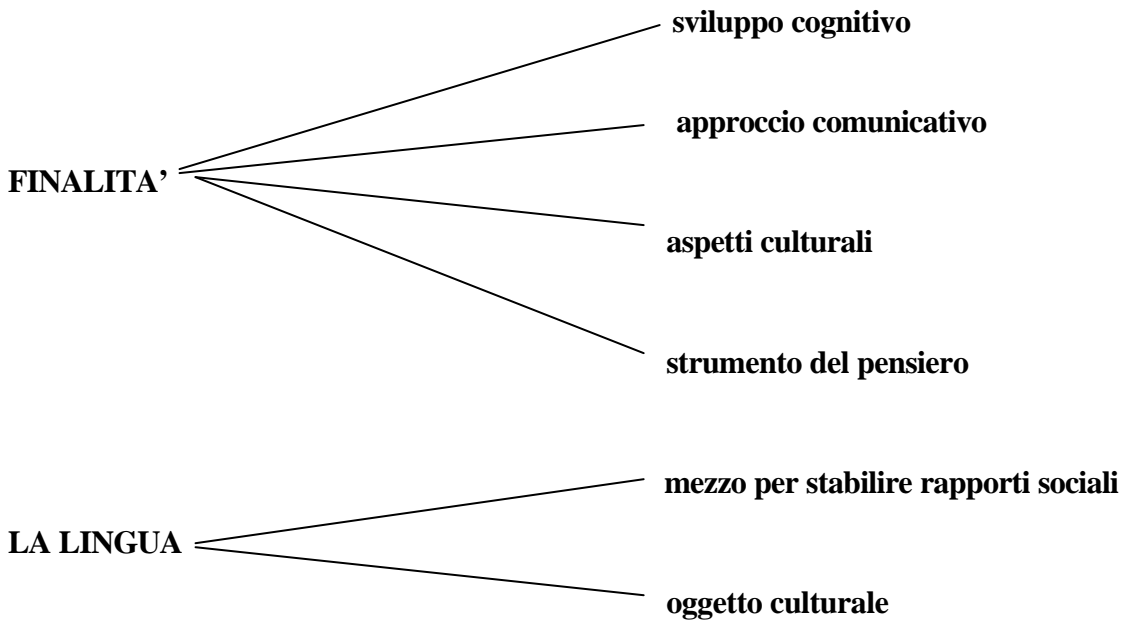 sviluppo cognitivo
approccio comunicativo
FINALITA’
aspetti culturali
strumento del pensiero
mezzo per stabilire rapporti sociali
LA LINGUA
oggetto culturale